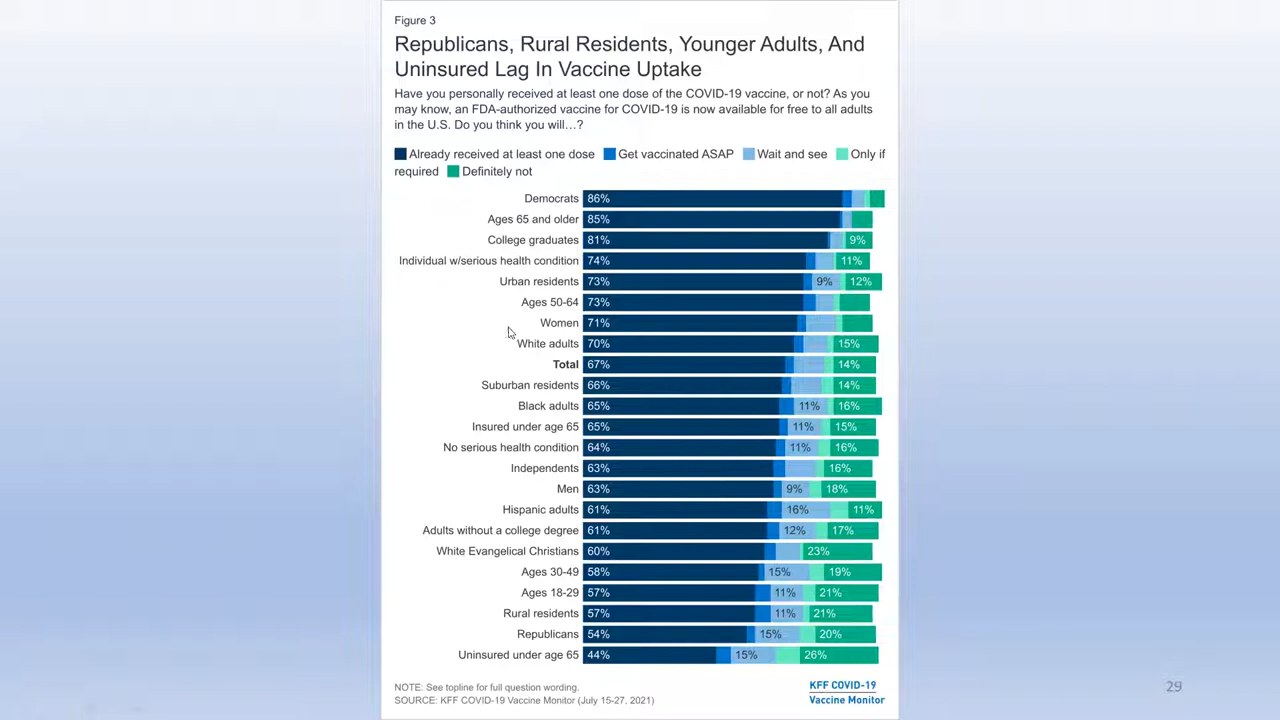 Figure 3
Republicans, Rural Residents, Younger Adults, And
Uninsured Lag In Vaccine Uptake
Have you personally received at least one dose of the COVID-19 vaccine, or not? As you
may know, an FDA-authorized vaccine for COVID-19 is now available for free to all adults
in the U.S. Do you think you will…?
Already received at least one dose Get vaccinated ASAP Wait and see Only if
required Definitely not
Democrats 86%
Ages 65 and older 85%
College graduates 81% 9%
Individual w/serious health condition 74% 11%
Urban residents 73% 9% 12%
Ages 50-64 73%
Women 71%
White adults 70% 15%
Total 67% 14%
Suburban residents 66% 14%
Black adults 65% 11% 16%
Insured under age 65 65% 11% 15%
No serious health condition 64% 11% 16%
Independents 63% 16%
Men 63% 9% 18%
Hispanic adults 61% 16% 11%
Adults without a college degree 61% 12% 17%
White Evangelical Christians 60% 23%
Ages 30-49 58% 15% 19%
Ages 18-29 57% 11% 21%
Rural residents 57% 11% 21%
Republicans 54% 15% 20%
Uninsured under age 65 44% 15% 26%
NOTE: See topline for full question wording.
SOURCE: KFF COVID-19 Vaccine Monitor (July 15-27, 2021)
KFF COVID-19
Vaccine Monitor
29